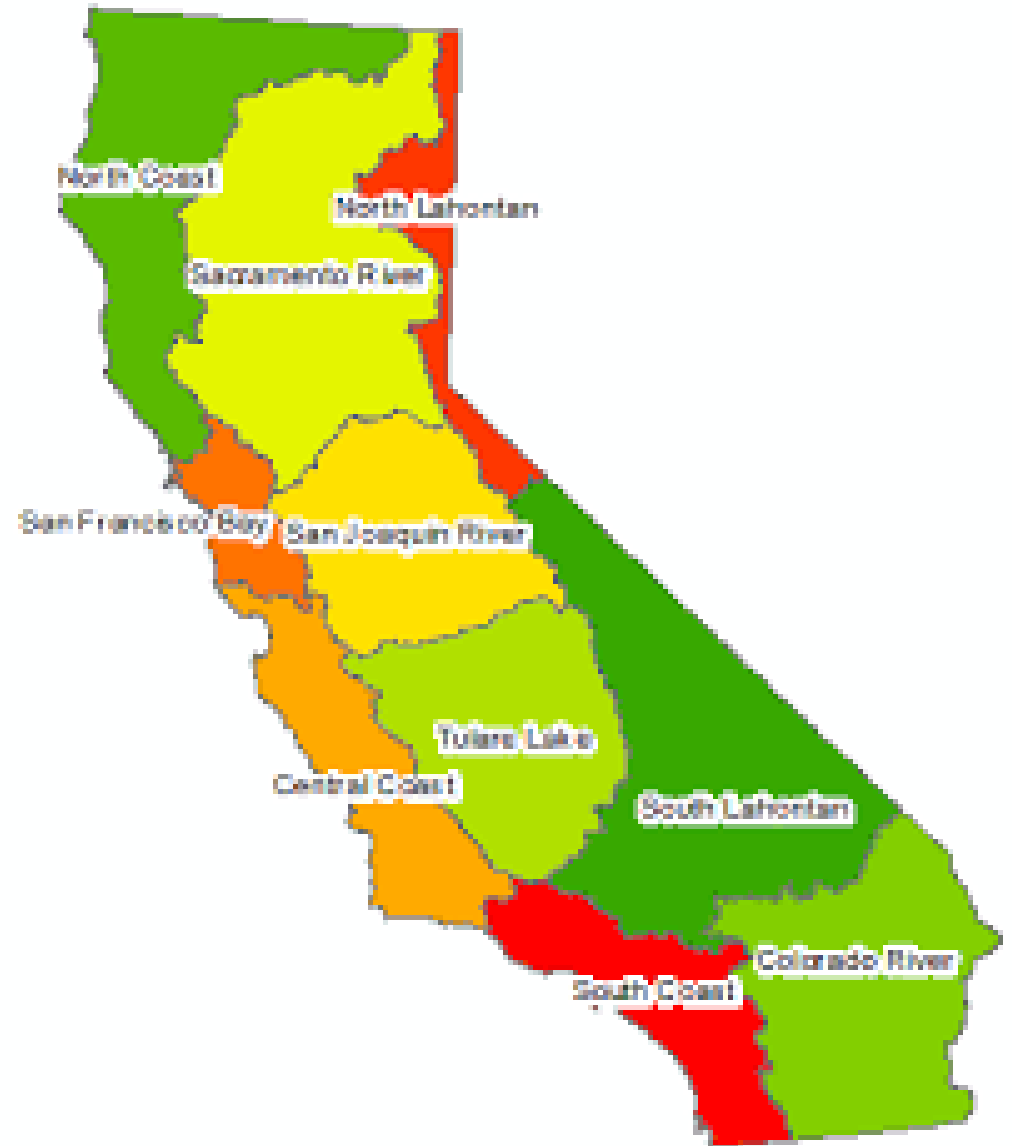 North Coast
North Lahontan
Sacramento River
San Francisco Bay
San Joaquin River
Tulare Lake
Central Coast
South Lahontan
Colorado River
South Coast